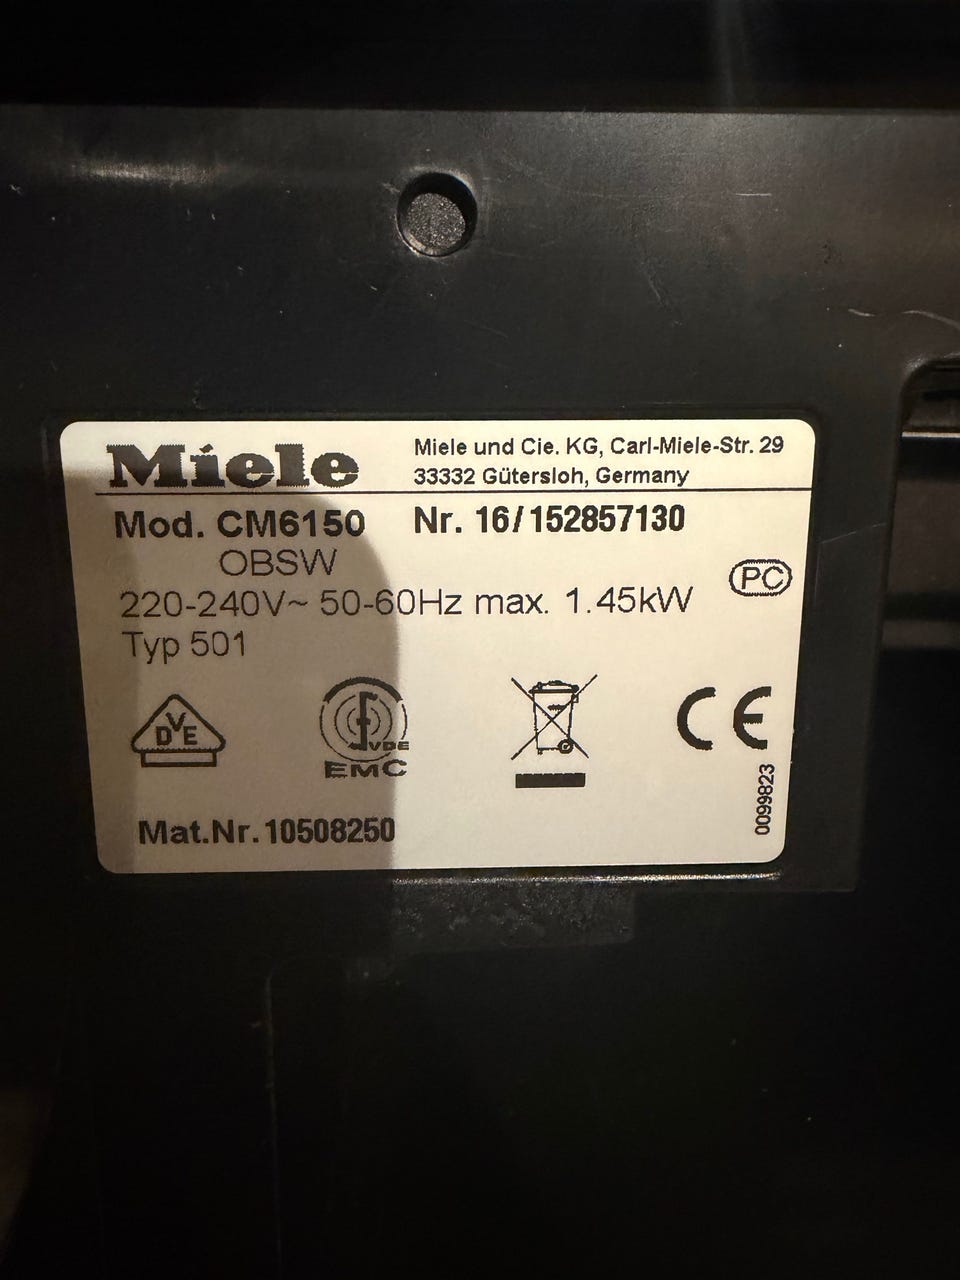 Miele
Miele und Cie. KG, Carl-Miele-Str. 29
33332 Gütersloh, Germany
Mod. CM6150 Nr. 16/152857130
OBSW
PC
220-240V~ 50-60Hz max. 1.45kW
Typ 501
DVE
VDE
EMC
CE
0099823
Mat.Nr. 10508250